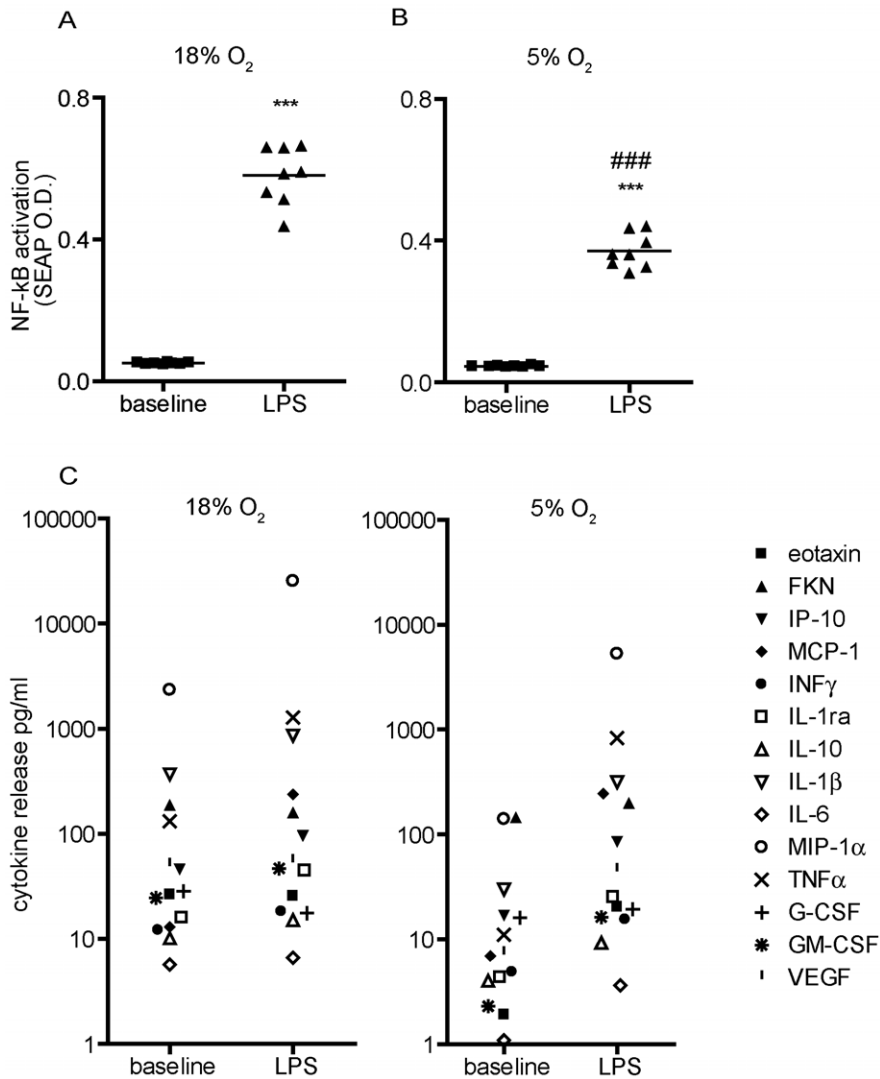 A
18% O₂
NF-kB activation
(SEAP O.D.)
0.8
0.4
0.0
***
baseline LPS
B
5% O₂
0.8
0.4
0.0
###
***
baseline LPS
C
18% O₂
cytokine release pg/ml
100000
10000
1000
100
10
1
baseline LPS
5% O₂
100000
10000
1000
100
10
1
baseline LPS
eotaxin
FKN
IP-10
MCP-1
INFγ
IL-1ra
IL-10
IL-1β
IL-6
MIP-1α
TNFα
G-CSF
GM-CSF
VEGF